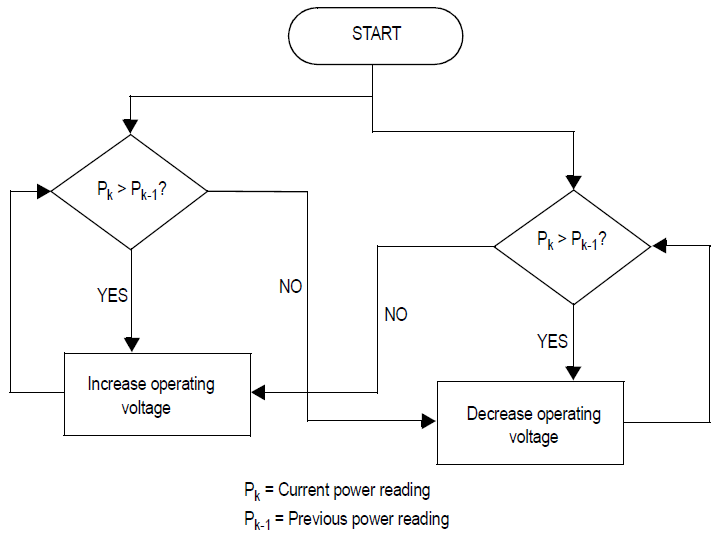 START
Pk > Pk-1?
Pk > Pk-1?
NO
YES
NO
YES
Increase operating
voltage
Decrease operating
voltage
Pk = Current power reading
Pk-1 = Previous power reading